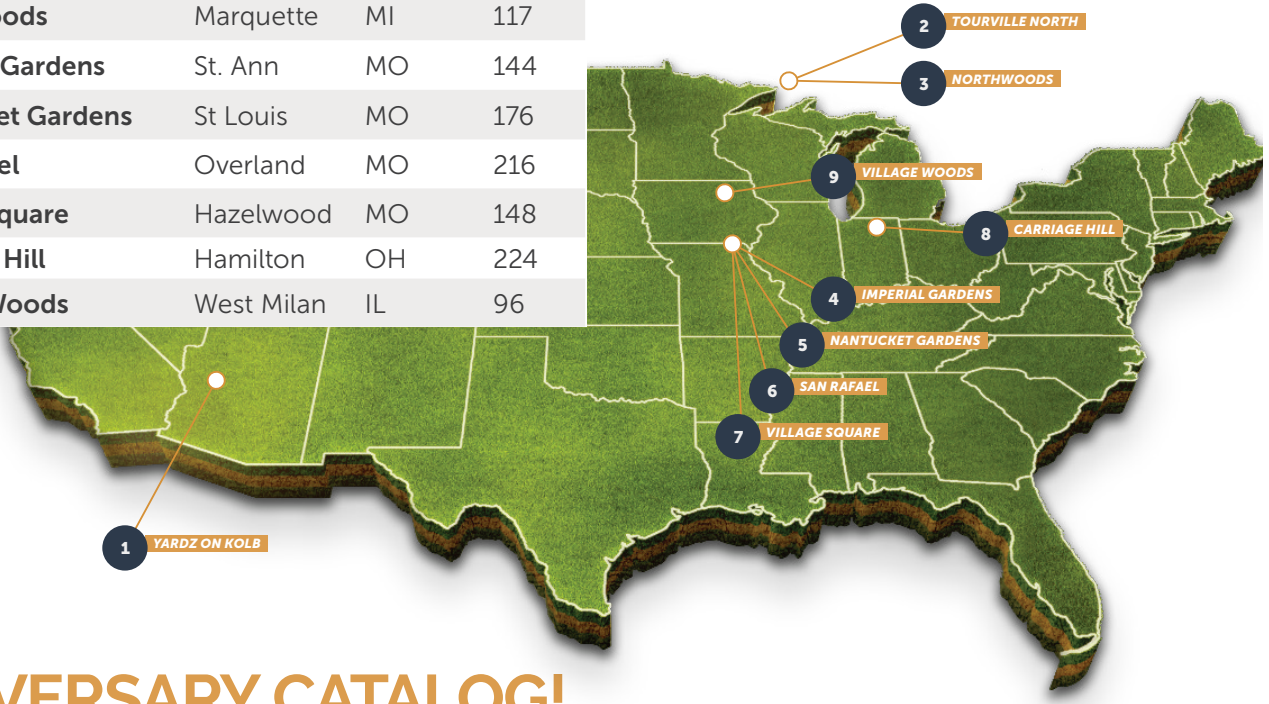 oods Marquette MI 117
Gardens St. Ann MO 144
et Gardens St Louis MO 176
el Overland MO 216
quare Hazelwood MO 148
Hill Hamilton OH 224
Woods West Milan IL 96
2 TOURVILLE NORTH
3 NORTHWOODS
9 VILLAGE WOODS
8 CARRIAGE HILL
4 IMPERIAL GARDENS
5 NANTUCKET GARDENS
6 SAN RAFAEL
7 VILLAGE SQUARE
1 YARDZ ON KOLB
VERSARY CATALOG!